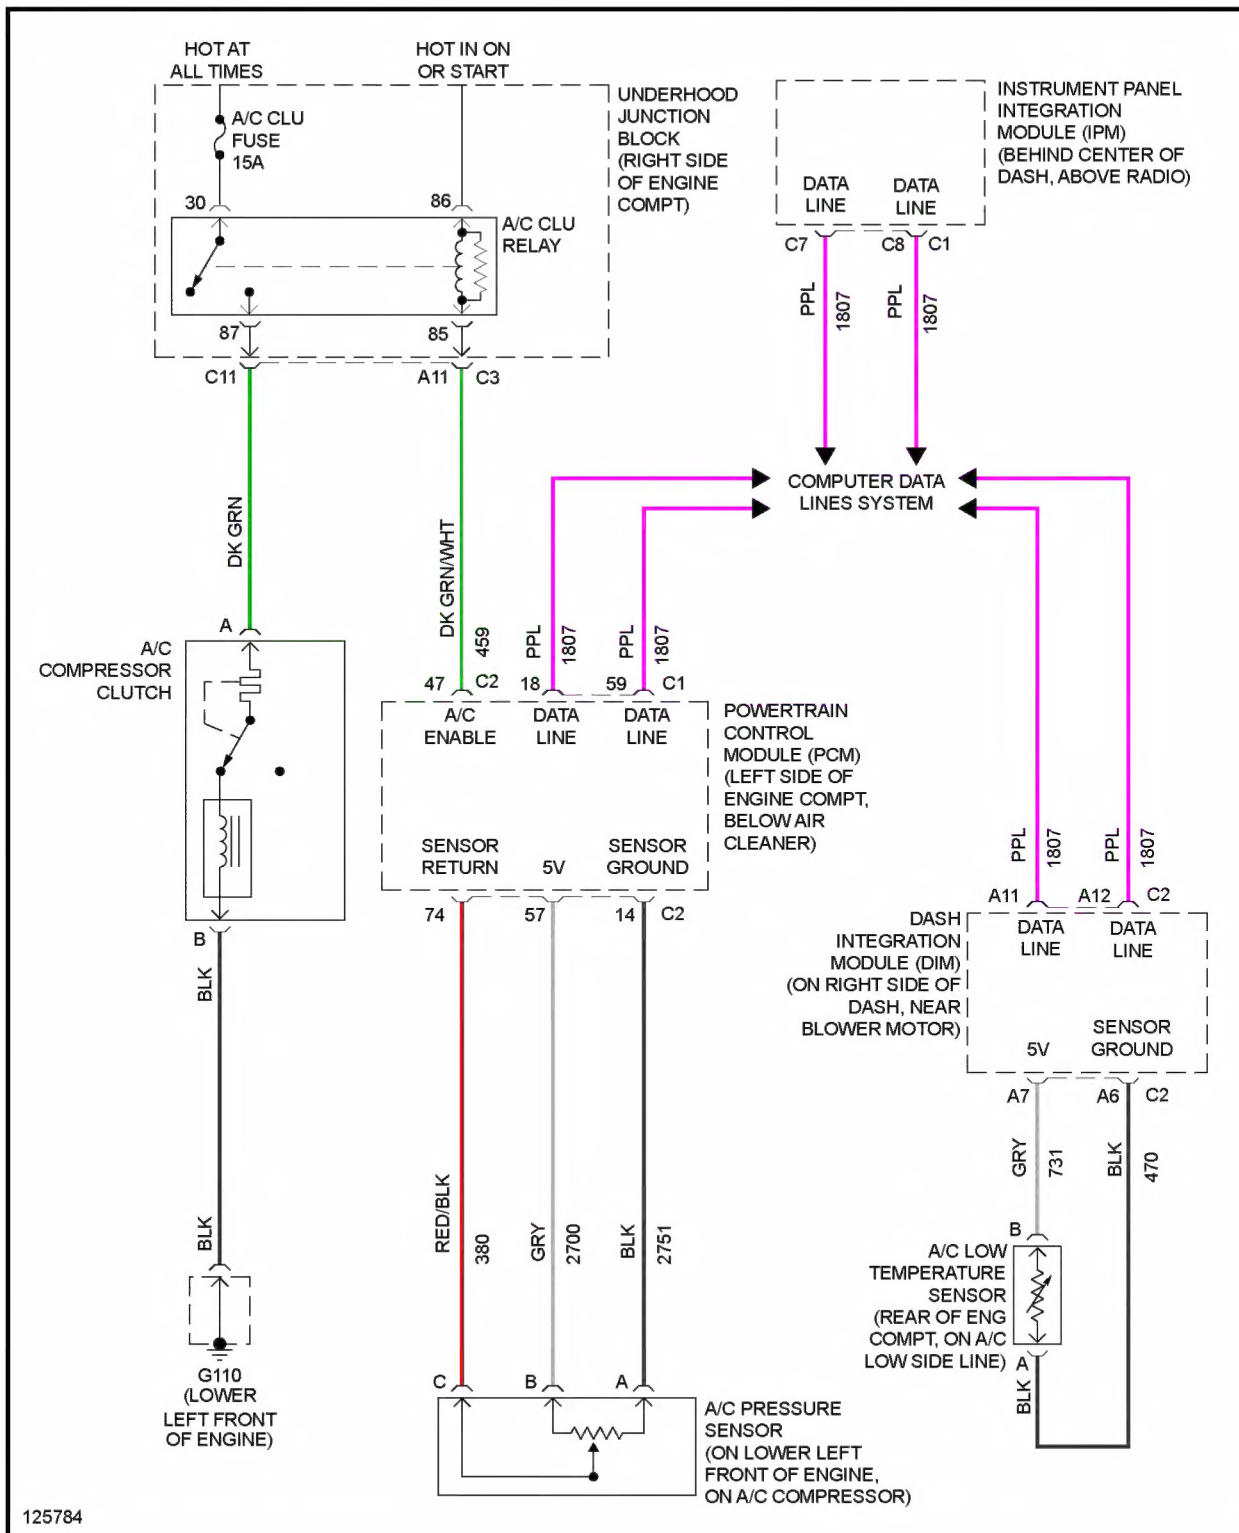 HOT AT
ALL TIMES
HOT IN ON
OR START
A/C CLU
FUSE
15A
UNDERHOOD
JUNCTION
BLOCK
(RIGHT SIDE
OF ENGINE
COMPT)
30
86
A/C CLU
RELAY
87
85
C11
A11
C3
INSTRUMENT PANEL
INTEGRATION
MODULE (IPM)
(BEHIND CENTER OF
DASH, ABOVE RADIO)
DATA
LINE
DATA
LINE
C7
C8
C1
PPL
1807
PPL
1807
COMPUTER DATA
LINES SYSTEM
DK GRN
DK GRN/WHT
459
PPL
1807
PPL
1807
A
A/C
COMPRESSOR
CLUTCH
B
BLK
BLK
G110
(LOWER
LEFT FRONT
OF ENGINE)
47
C2
18
59
C1
A/C
ENABLE
DATA
LINE
DATA
LINE
POWERTRAIN
CONTROL
MODULE (PCM)
(LEFT SIDE OF
ENGINE COMPT,
BELOW AIR
CLEANER)
SENSOR
RETURN
5V
SENSOR
GROUND
74
57
14
C2
RED/BLK
380
GRY
2700
BLK
2751
C
B
A
A/C PRESSURE
SENSOR
(ON LOWER LEFT
FRONT OF ENGINE,
ON A/C COMPRESSOR)
PPL
1807
PPL
1807
A11
A12
C2
DASH
INTEGRATION
MODULE (DIM)
(ON RIGHT SIDE OF
DASH, NEAR
BLOWER MOTOR)
DATA
LINE
DATA
LINE
5V
SENSOR
GROUND
A7
A6
C2
GRY
731
BLK
470
B
A/C LOW
TEMPERATURE
SENSOR
(REAR OF ENG
COMPT, ON A/C
LOW SIDE LINE)
A
BLK
125784